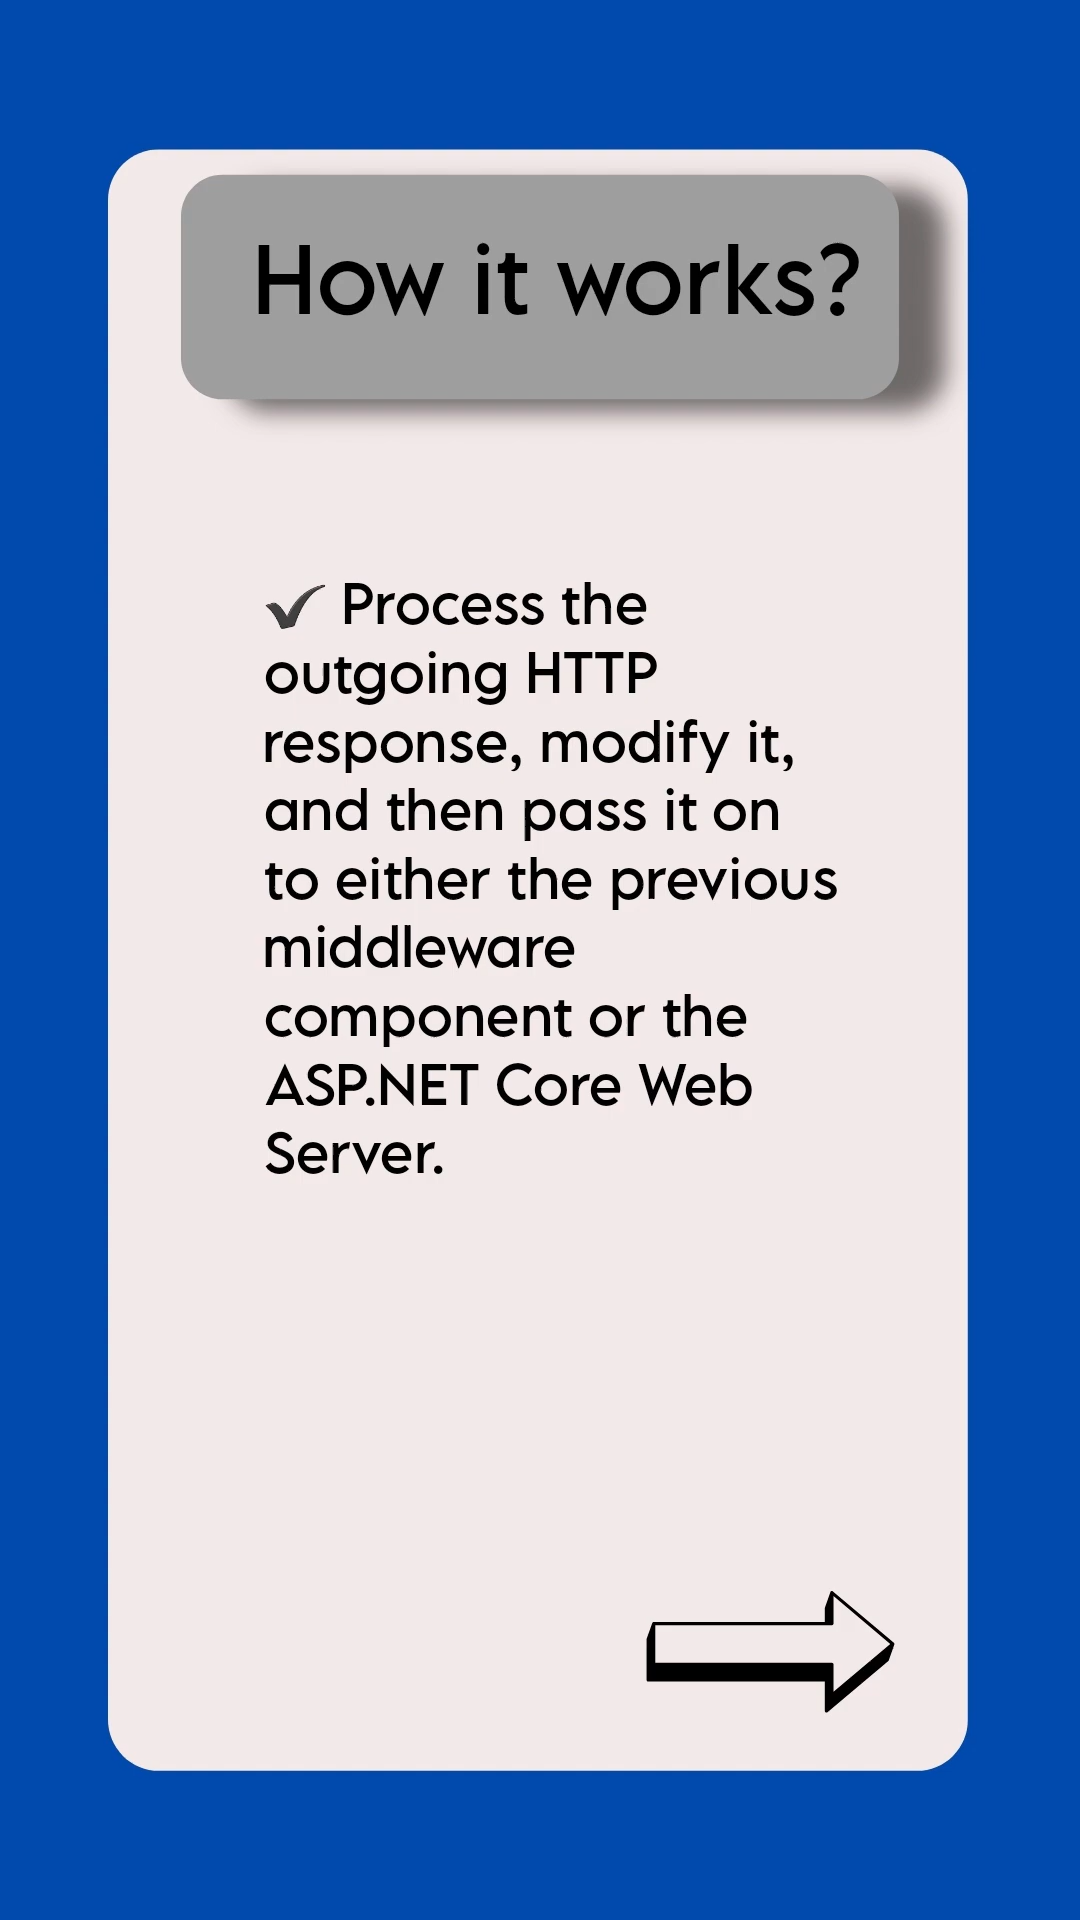 How it works?
✔ Process the
outgoing HTTP
response, modify it,
and then pass it on
to either the previous
middleware
component or the
ASP.NET Core Web
Server.